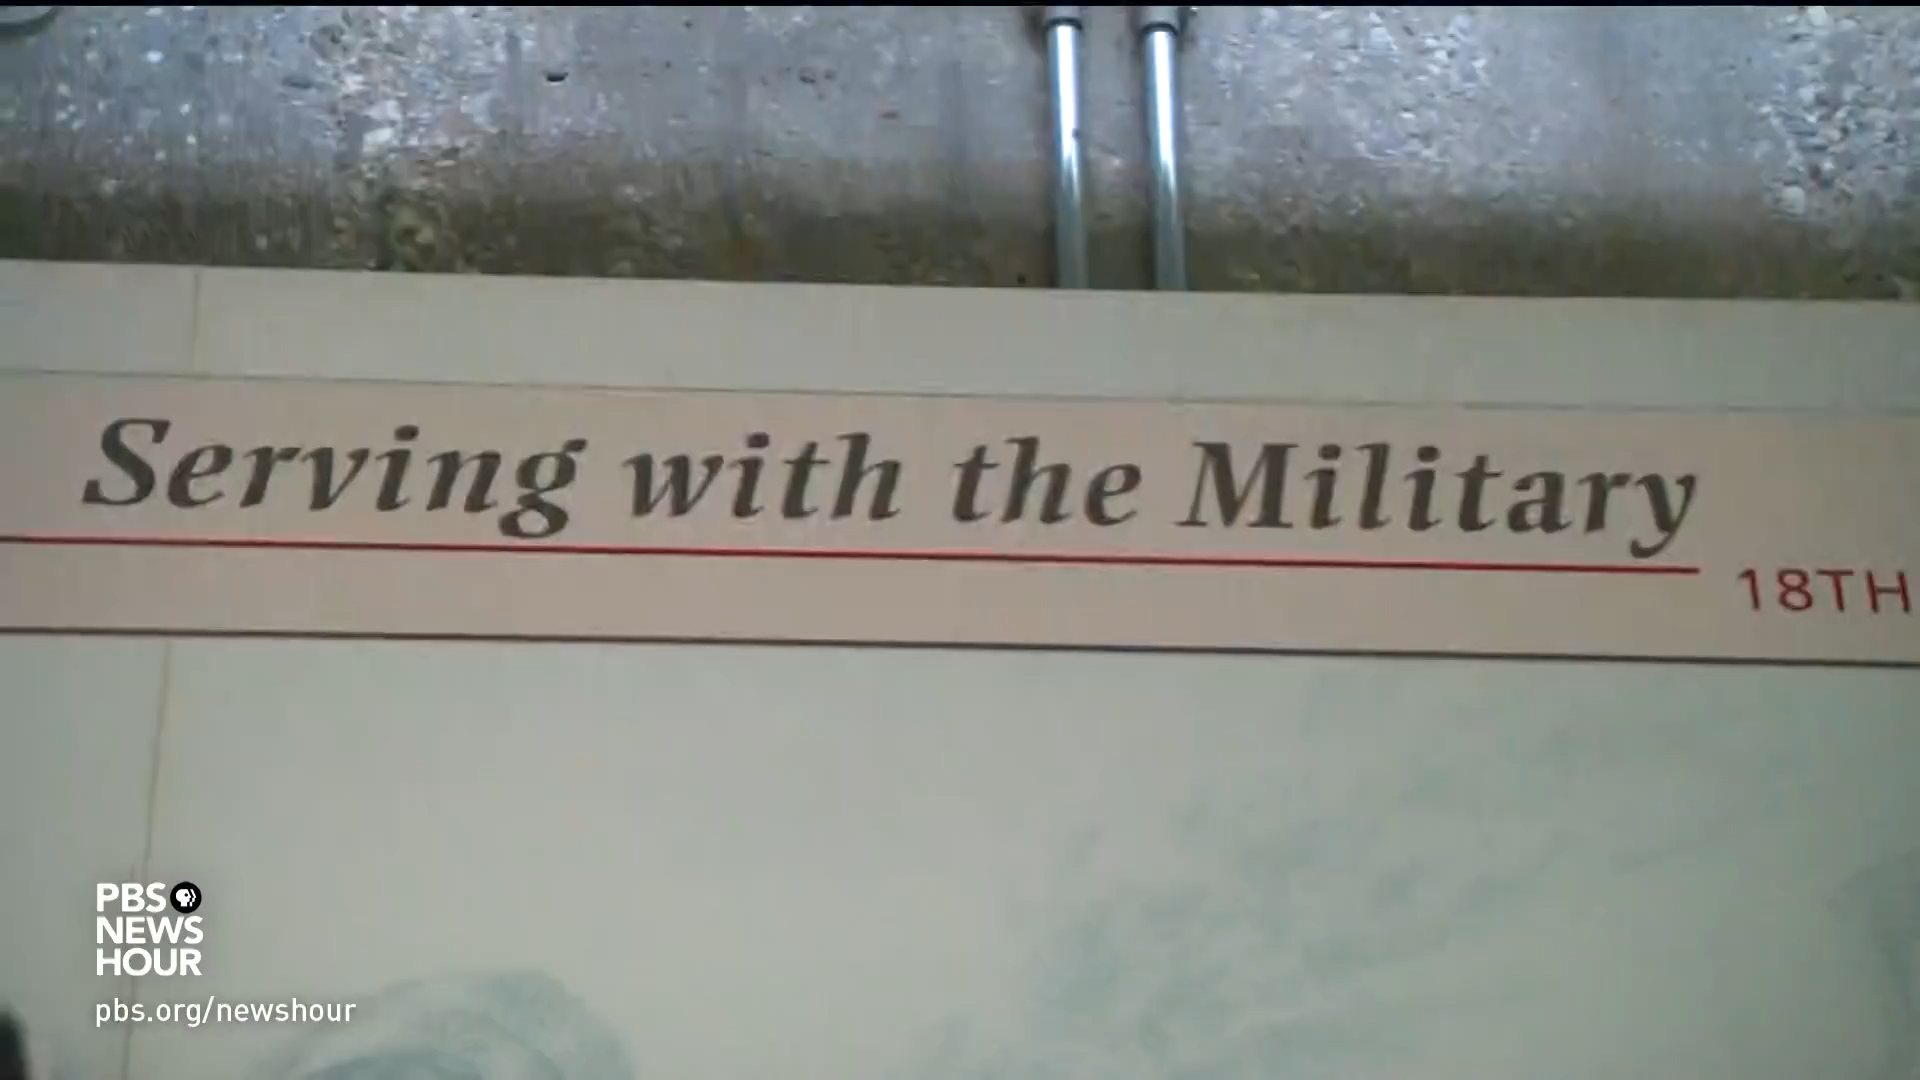 Serving with the Military
18TH
PBS
NEWS
HOUR
pbs.org/newshour